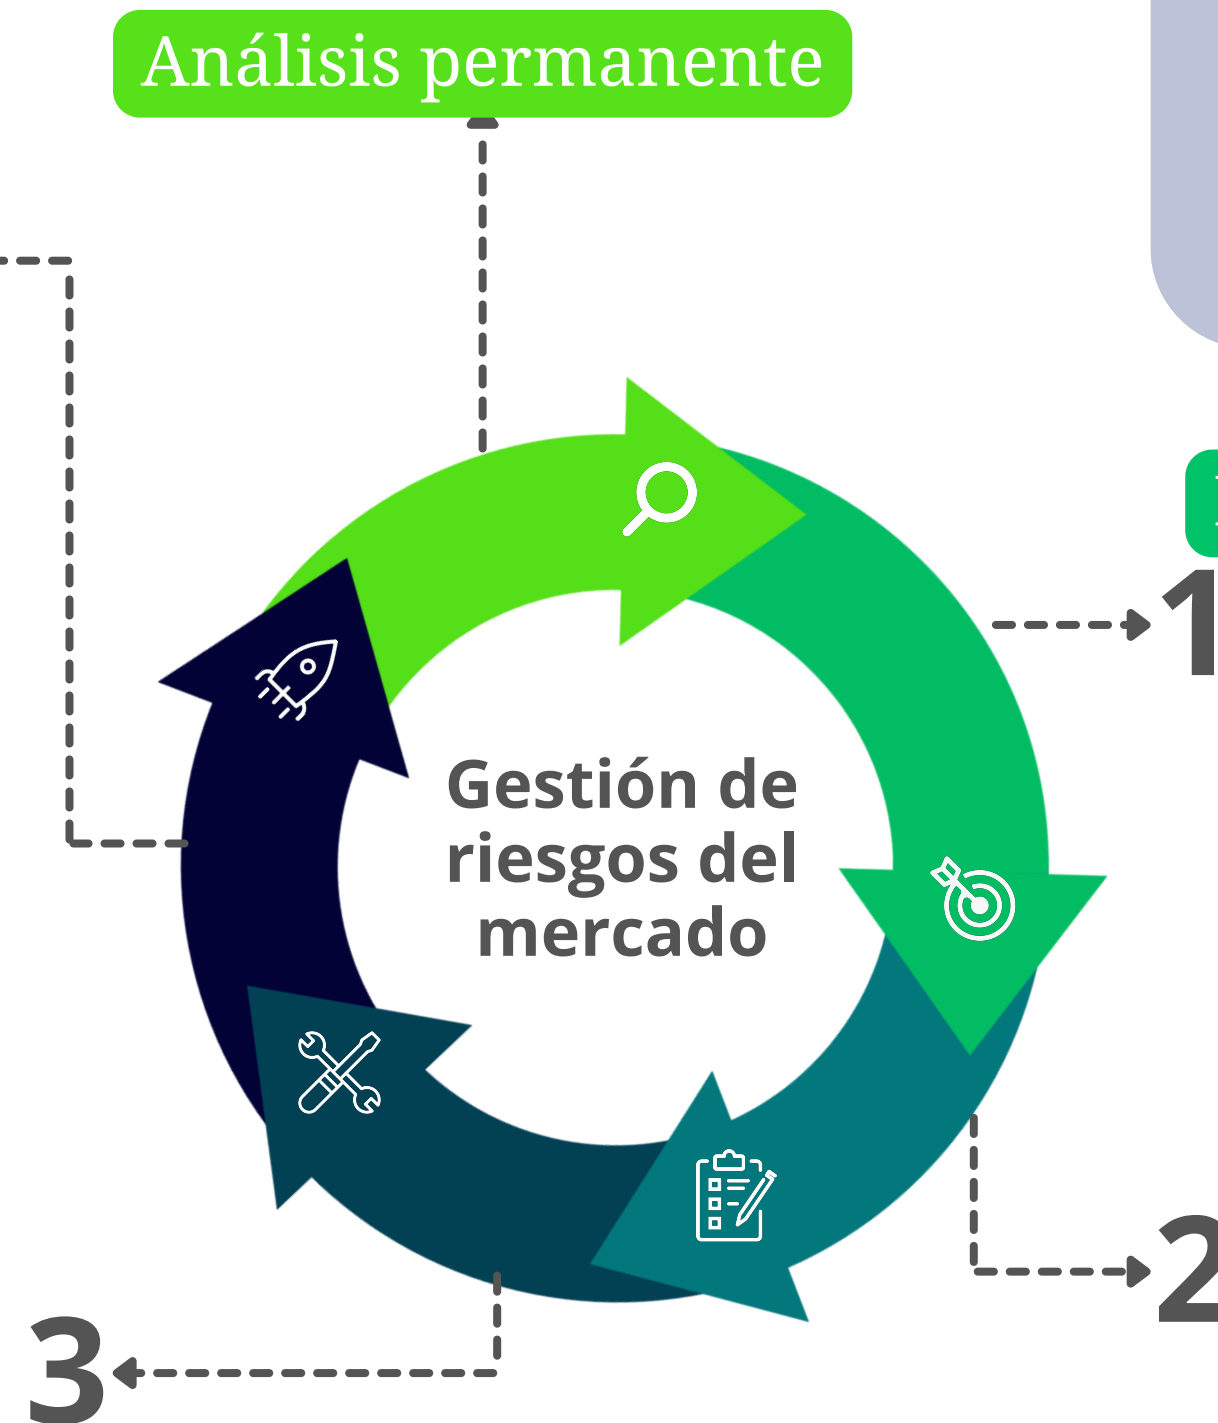 Análisis permanente
1
Gestión de
riesgos del
mercado
2
3